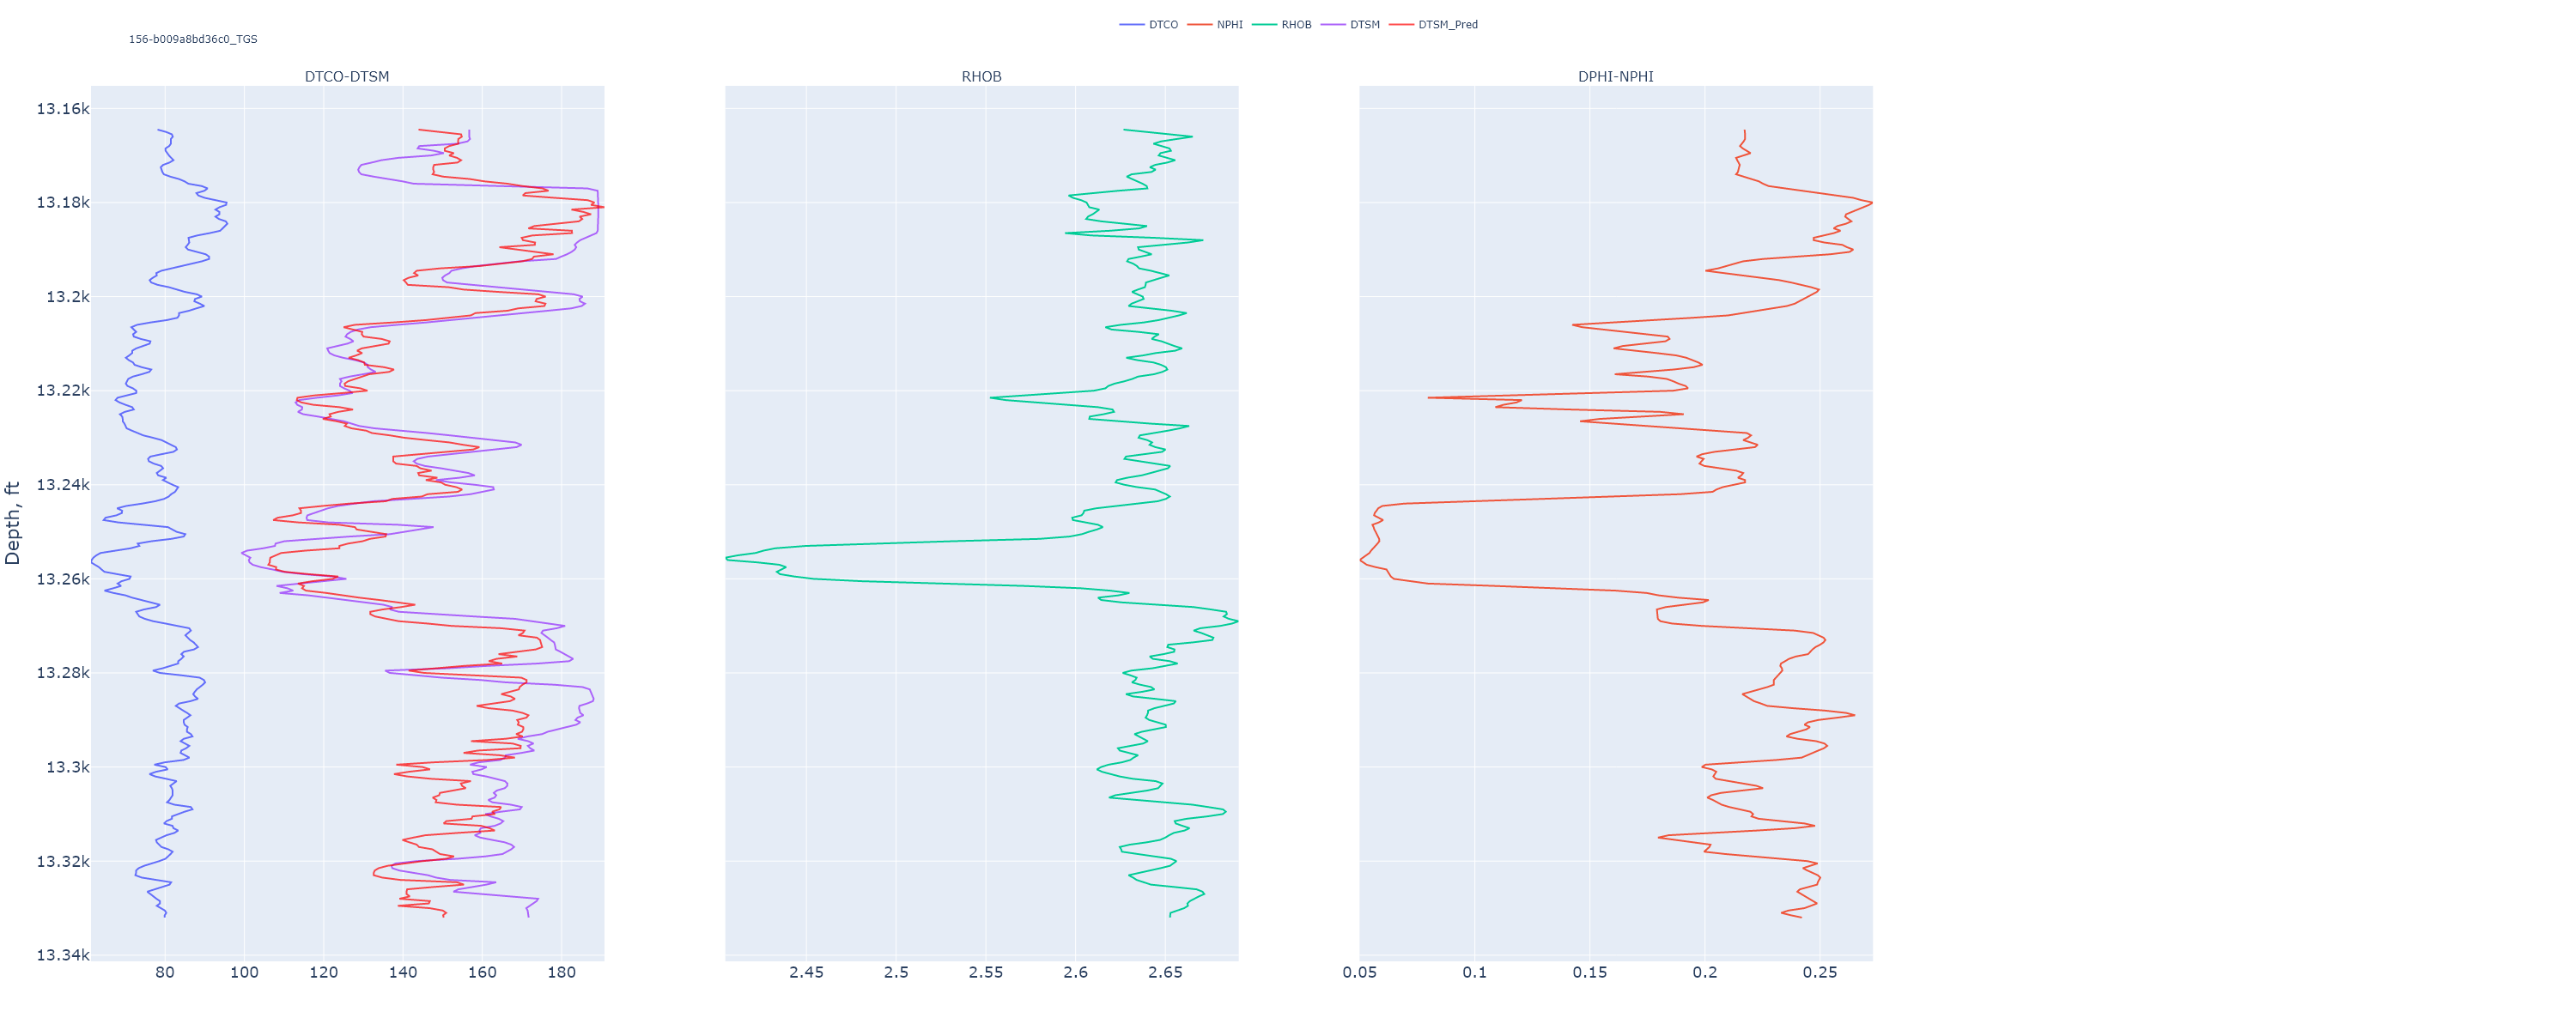 DTCO NPHI RHOB DTSM DTSM_Pred
156-b009a8bd36c0_TGS
DTCO-DTSM RHOB DPHI-NPHI
13.16k
13.18k
13.2k
13.22k
13.24k
13.26k
13.28k
13.3k
13.32k
13.34k
Depth, ft
80 100 120 140 160 180
2.45 2.5 2.55 2.6 2.65
0.05 0.1 0.15 0.2 0.25